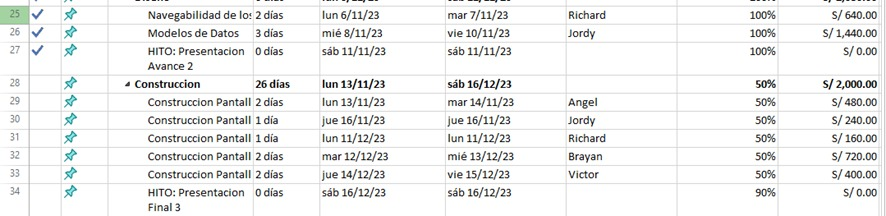 25 Navegabilidad de los 2 días lun 6/11/23 mar 7/11/23 Richard 100% S/ 640.00
26 Modelos de Datos 3 días mié 8/11/23 vie 10/11/23 Jordy 100% S/ 1,440.00
27 HITO: Presentacion 0 días sáb 11/11/23 sáb 11/11/23 100% S/ 0.00
Avance 2
28 Construccion 26 días lun 13/11/23 sáb 16/12/23 50% S/ 2,000.00
29 Construccion Pantall 2 días lun 13/11/23 mar 14/11/23 Angel 50% S/ 480.00
30 Construccion Pantall 1 día jue 16/11/23 jue 16/11/23 Jordy 50% S/ 240.00
31 Construccion Pantall 1 día lun 11/12/23 lun 11/12/23 Richard 50% S/ 160.00
32 Construccion Pantall 2 días mar 12/12/23 mié 13/12/23 Brayan 50% S/ 720.00
33 Construccion Pantall 2 días jue 14/12/23 vie 15/12/23 Victor 50% S/ 400.00
34 HITO: Presentacion 0 días sáb 16/12/23 sáb 16/12/23 90% S/ 0.00
Final 3